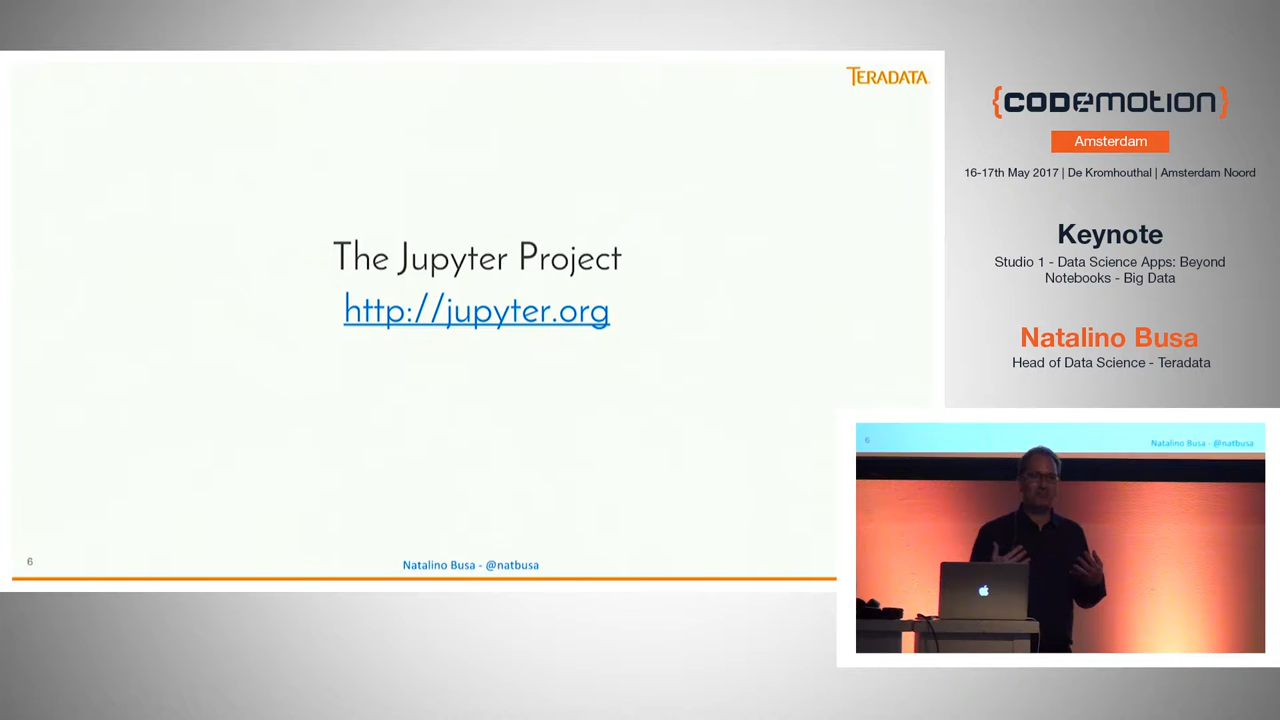 TERADATA
The Jupyter Project
http://jupyter.org
6
Natalino Busa - @natbusa
{CODEMOTION}
Amsterdam
16-17th May 2017 | De Kromhouthal | Amsterdam Noord
Keynote
Studio 1 - Data Science Apps: Beyond
Notebooks - Big Data
Natalino Busa
Head of Data Science - Teradata
6
Natalino Busa - @natbusa